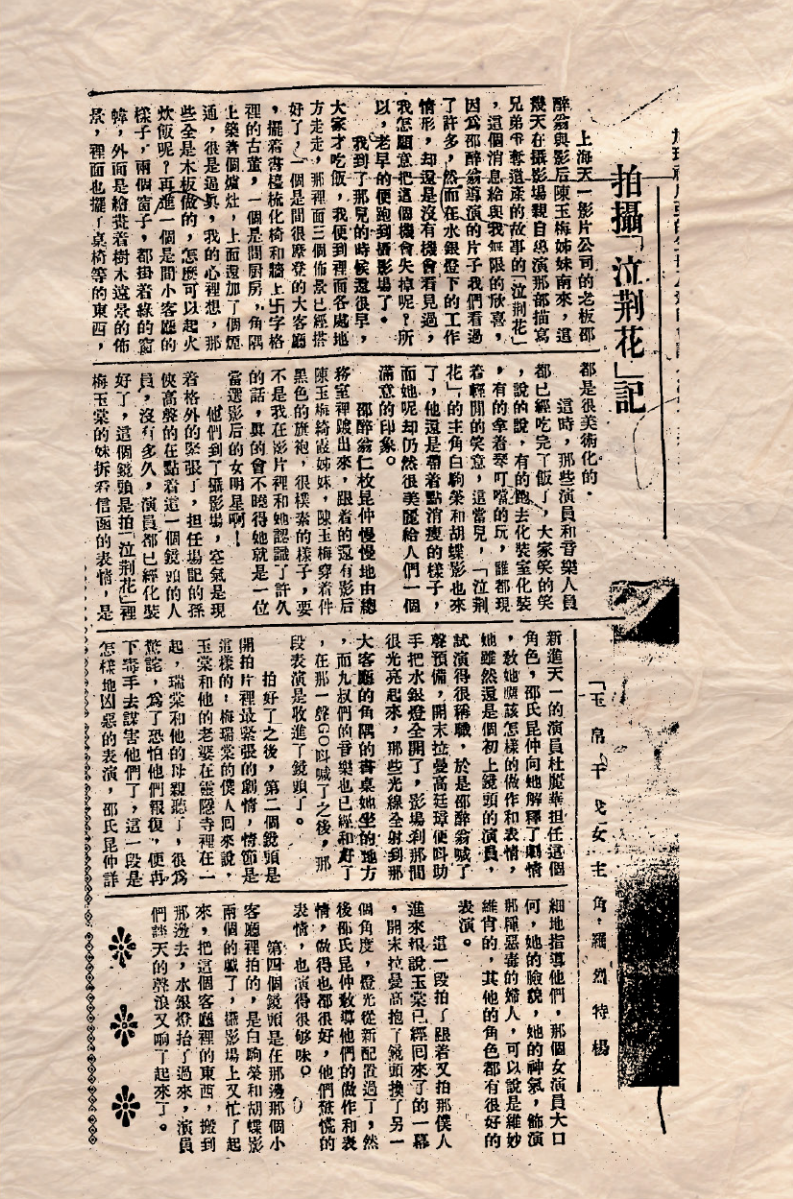 拍攝「泣荆花」記
上海天一影片公司的老板邵
醉翁與影后陳玉梅姊妹南來，這
幾天在攝影塲親自導演那部描寫
兄弟爭奪遺產的故事的「泣荆花」
，這個消息給與我無限的欣喜，
因爲邵醉翁導演的片子我們看過
了許多，然而在水銀燈下的工作
情形，却還是沒有機會看見過，
我怎願意把這個機會失掉呢？所
以，老早的便跑到攝影塲了。
我到了那兒的時候還很早，
大家才吃飯，我便到裡面各處地
方走走，那裡面三個佈景已經搭
好了，一個是間很歷登的大客廳
，擺着書檯梳化椅和牆上卐字格
裡的古董，一個是間厨房，角隅
上築着個爐灶，上面還加了個烟
通，很是逼眞，我的心裡想，那
些全是木板做的，怎麽可以起火
炊飯呢？再進一個是間小客廳的
樣子，兩個窗子，都掛着綠的窗
幃，外面是繪畫着樹木遠景的佈
景，裡面也擺了桌椅等的東西，
都是很美術化的。
這時，那些演員和音樂人員
都已經吃完了飯了，大家笑的笑
，說的說，有的跑去化裝室化裝
，有的拿着琴叮噹的玩，誰都現
着輕閒的笑意，這當兒，「泣荆
花」的主角白駒榮和胡蝶影也來
了，他還是帶着點消瘦的樣子，
而她呢却仍然很美麗給人們一個
滿意的印象。
邵醉翁仁枚昆仲慢慢地由總
務室裡踱出來，跟着的還有影后
陳玉梅綺霞姊妹，陳玉梅穿着件
黑色的旗袍，很樸素的樣子，要
不是我在影片裡和她認識了許久
的話，眞的會不曉得她就是一位
當選影后的女明星啊！
他們到了攝影塲，空氣是現
着格外的緊張了，担任塲記的孫
俠高聲的在點着這一個鏡頭的人
員，沒有多久，演員都已經化裝
好了，這個鏡頭是拍「泣荆花」裡
梅玉棠的妹拆看信函的表情，是
新進天一的演員杜麗華担任這個
角色，邵氏昆仲向她解釋了劇情
，敎她應該怎樣的做作和表情，
她雖然還是個初上鏡頭的演員，
試演得很稱職，於是邵醉翁喊了
聲預備，開末拉曼高廷璋便叫助
手把水銀燈全開了，影塲刹那間
很光亮起來，那些光線全射到那
大客廳的角隅的書桌她坐的地方
，而九叔們的音樂也已經和好了
，在那一聲GO叫喊了之後，那
段表演是收進了鏡頭了。
拍好了之後，第二個鏡頭是
開拍片裡最緊張的劇情，情節是
這樣的：梅瑞棠的僕人回來說，
玉棠和他的老婆在靈隱寺裡在一
起，瑞棠和他的母親聽了，很爲
驚詫，爲了恐怕他們報復，便再
下毒手去謀害他們了，這一段是
怎樣地凶惡的表演，邵氏昆仲詳
細地指導他們，那個女演員大口
何，她的臉貌，她的神氣，飾演
那種惡毒的婦人，可以說是維妙
維肖的，其他的角色都有很好的
表演。
這一段拍了跟着又拍那僕人
進來報說玉棠已經回來了的一幕
，開末拉曼高抱了鏡頭換了另一
個角度，燈光從新配置過了，然
後邵氏昆仲敎導他們的做作和表
情，做得也都很好，他們慌慌的
表情，也演得很够味。
第四個鏡頭是在那邊那個小
客廳裡拍的，是白駒榮和胡蝶影
兩個的戲了，攝影塲上又忙了起
來，把這個客廳裡的東西，搬到
那邊去，水銀燈抬了過來，演員
們談天的聲浪又响了起來了。
「玉帛干戈女主角，羅烈特楊